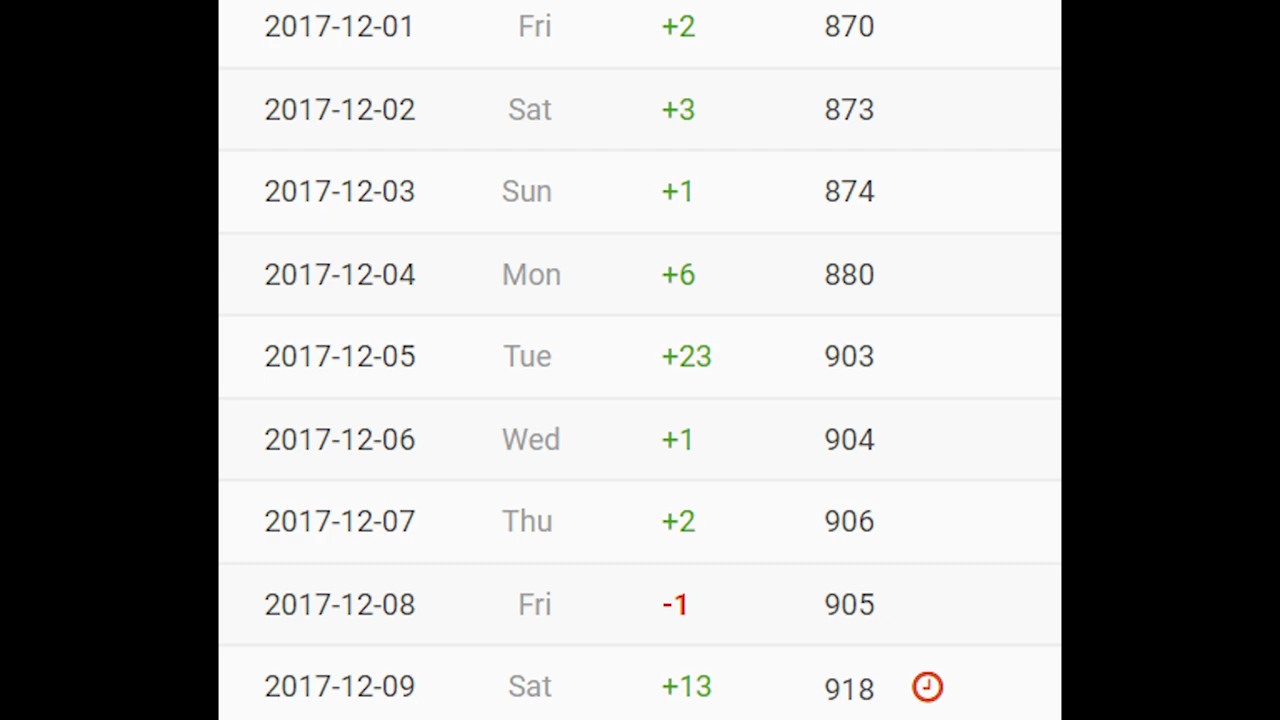 2017-12-01 Fri +2 870
2017-12-02 Sat +3 873
2017-12-03 Sun +1 874
2017-12-04 Mon +6 880
2017-12-05 Tue +23 903
2017-12-06 Wed +1 904
2017-12-07 Thu +2 906
2017-12-08 Fri -1 905
2017-12-09 Sat +13 918